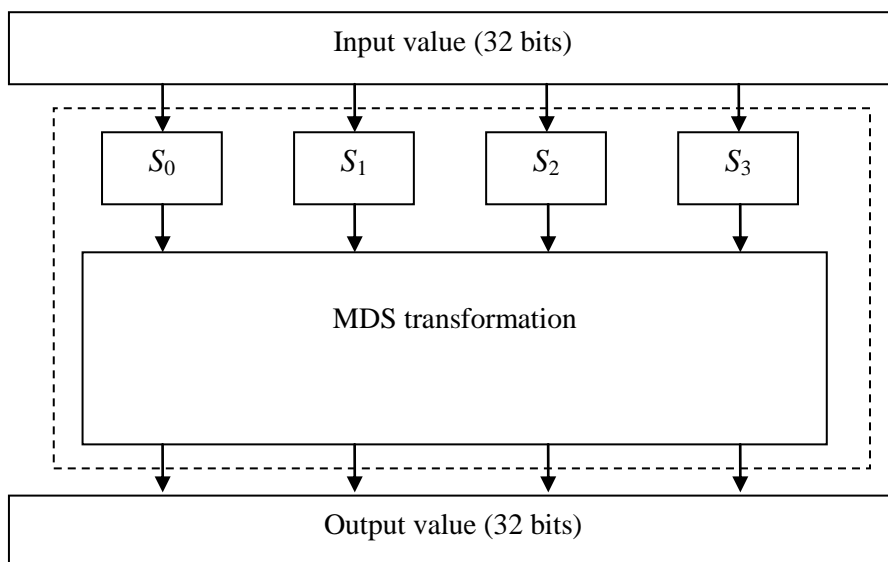 Input value (32 bits)
S₀ S₁ S₂ S₃
MDS transformation
Output value (32 bits)